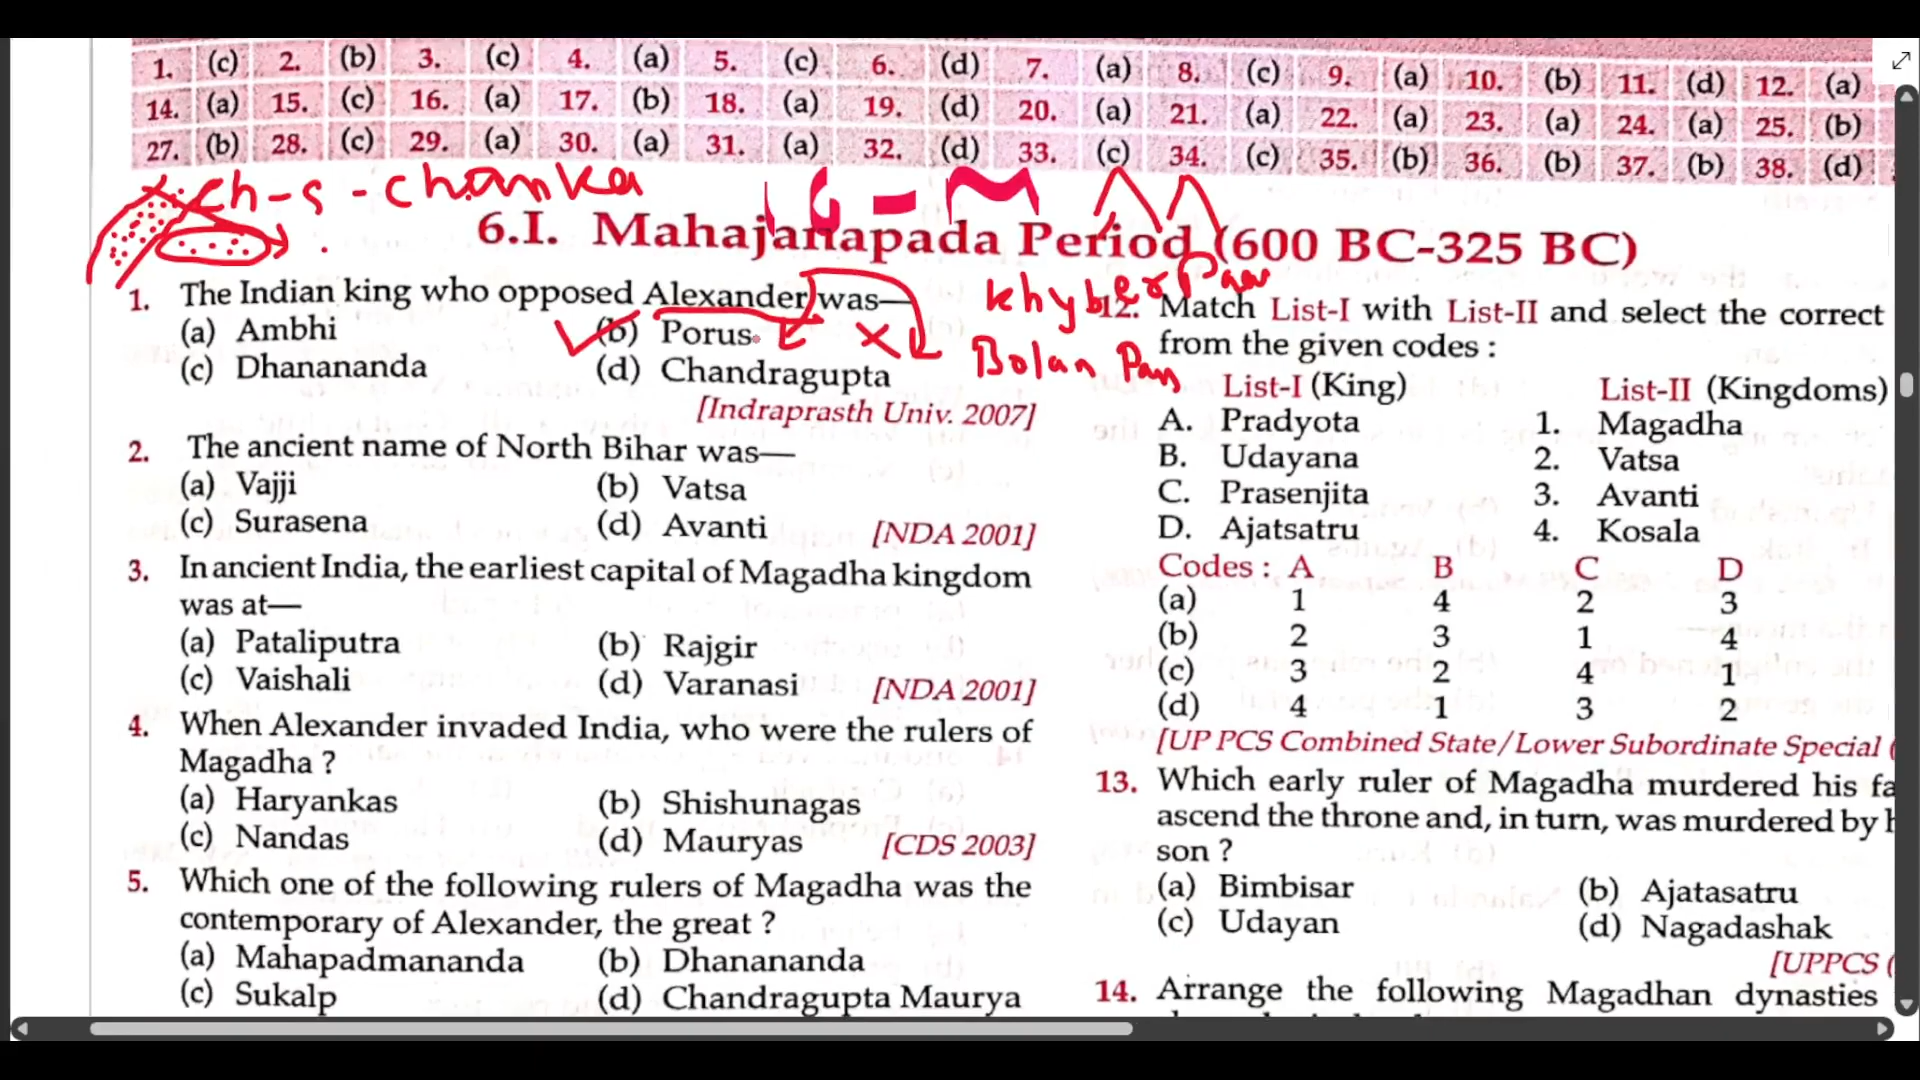 1. (c) 2. (b) 3. (c) 4. (a) 5. (c) 6. (d) 7. (a) 8. (c) 9. (a) 10. (b) 11. (d) 12. (a)
14. (a) 15. (c) 16. (a) 17. (b) 18. (a) 19. (d) 20. (a) 21. (a) 22. (a) 23. (a) 24. (a) 25. (b)
27. (b) 28. (c) 29. (a) 30. (a) 31. (a) 32. (d) 33. (c) 34. (c) 35. (b) 36. (b) 37. (b) 38. (d)
ch-s-chanka
16-M
6.I. Mahajanapada Period (600 BC-325 BC)
1. The Indian king who opposed Alexander was—
(a) Ambhi (b) Porus
(c) Dhanananda (d) Chandragupta
[Indraprasth Univ. 2007]
2. The ancient name of North Bihar was—
(a) Vajji (b) Vatsa
(c) Surasena (d) Avanti [NDA 2001]
3. In ancient India, the earliest capital of Magadha kingdom
was at—
(a) Pataliputra (b) Rajgir
(c) Vaishali (d) Varanasi [NDA 2001]
4. When Alexander invaded India, who were the rulers of
Magadha ?
(a) Haryankas (b) Shishunagas
(c) Nandas (d) Mauryas [CDS 2003]
5. Which one of the following rulers of Magadha was the
contemporary of Alexander, the great ?
(a) Mahapadmananda (b) Dhanananda
(c) Sukalp (d) Chandragupta Maurya
Khyber Pass
Bolan Pass
12. Match List-I with List-II and select the correct
from the given codes :
List-I (King) List-II (Kingdoms)
A. Pradyota 1. Magadha
B. Udayana 2. Vatsa
C. Prasenjita 3. Avanti
D. Ajatsatru 4. Kosala
Codes : A B C D
(a) 1 4 2 3
(b) 2 3 1 4
(c) 3 2 4 1
(d) 4 1 3 2
[UP PCS Combined State/Lower Subordinate Special (
13. Which early ruler of Magadha murdered his fa
ascend the throne and, in turn, was murdered by h
son ?
(a) Bimbisar (b) Ajatasatru
(c) Udayan (d) Nagadashak
[UPPCS (
14. Arrange the following Magadhan dynasties